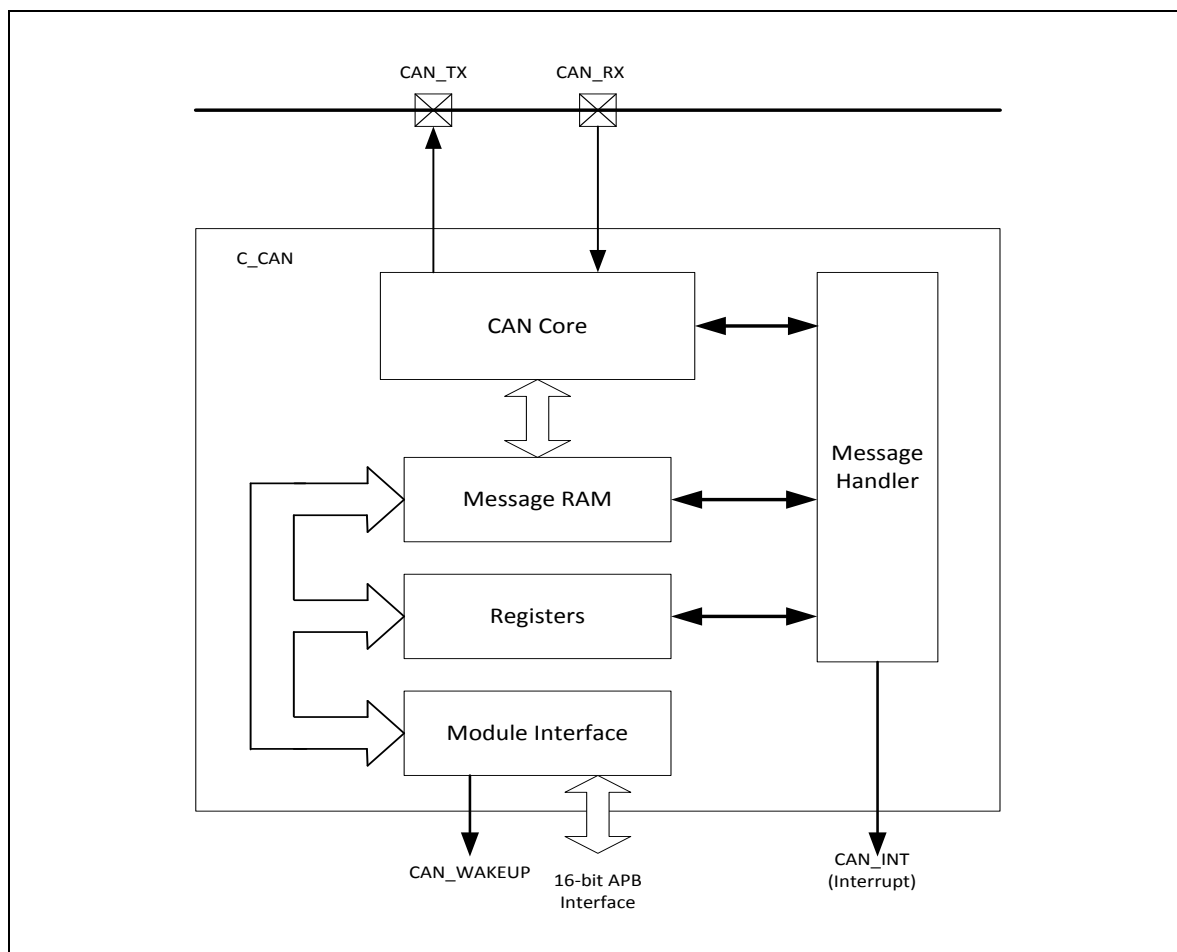 CAN_TX
CAN_RX
C_CAN
CAN Core
Message
Handler
Message RAM
Registers
Module Interface
CAN_WAKEUP
16-bit APB
Interface
CAN_INT
(Interrupt)